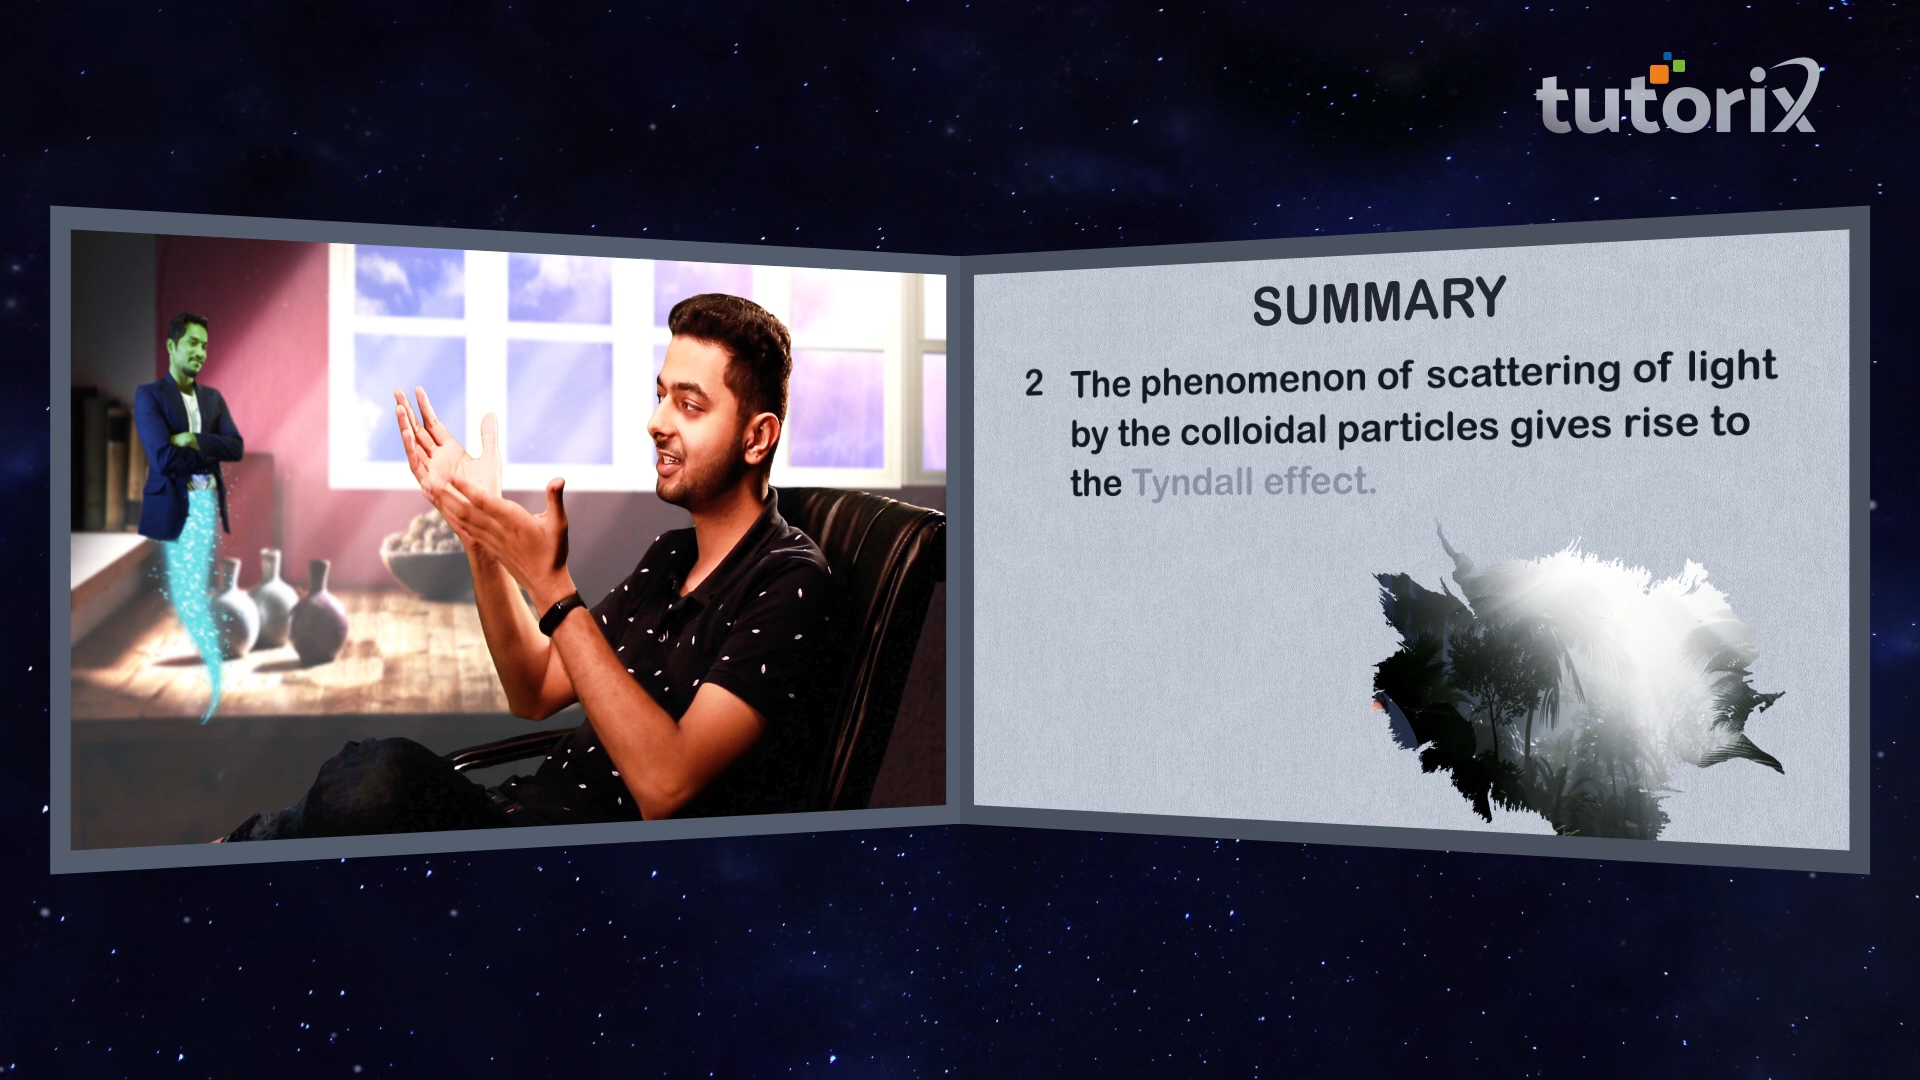 tutorix
SUMMARY
2 The phenomenon of scattering of light
by the colloidal particles gives rise to
the Tyndall effect.